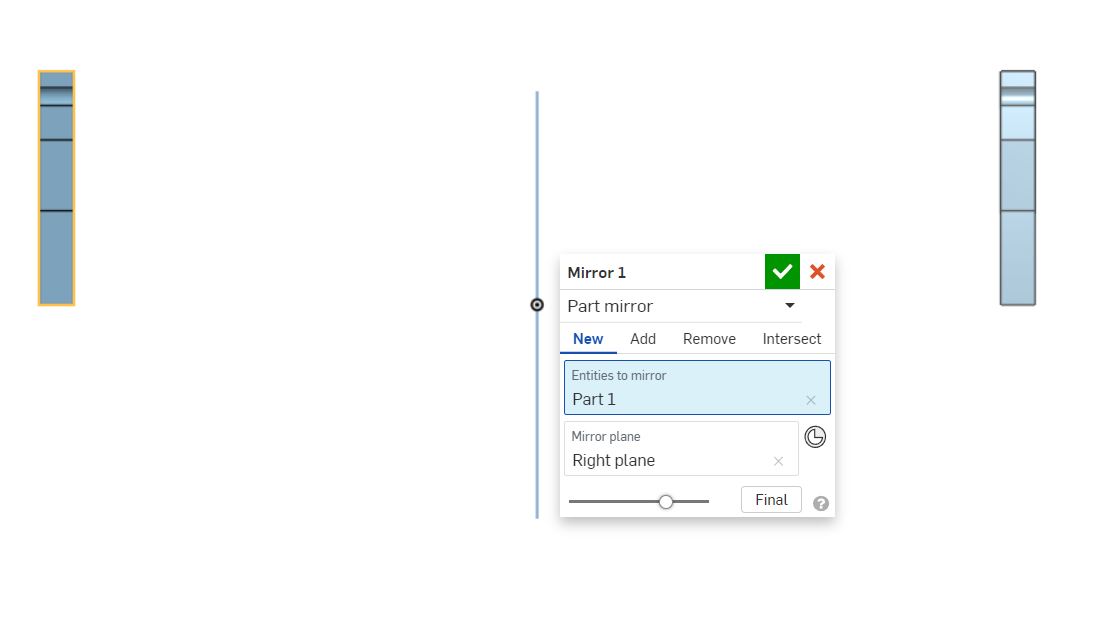 Mirror 1
Part mirror
New Add Remove Intersect
Entities to mirror
Part 1
Mirror plane
Right plane
Final
?